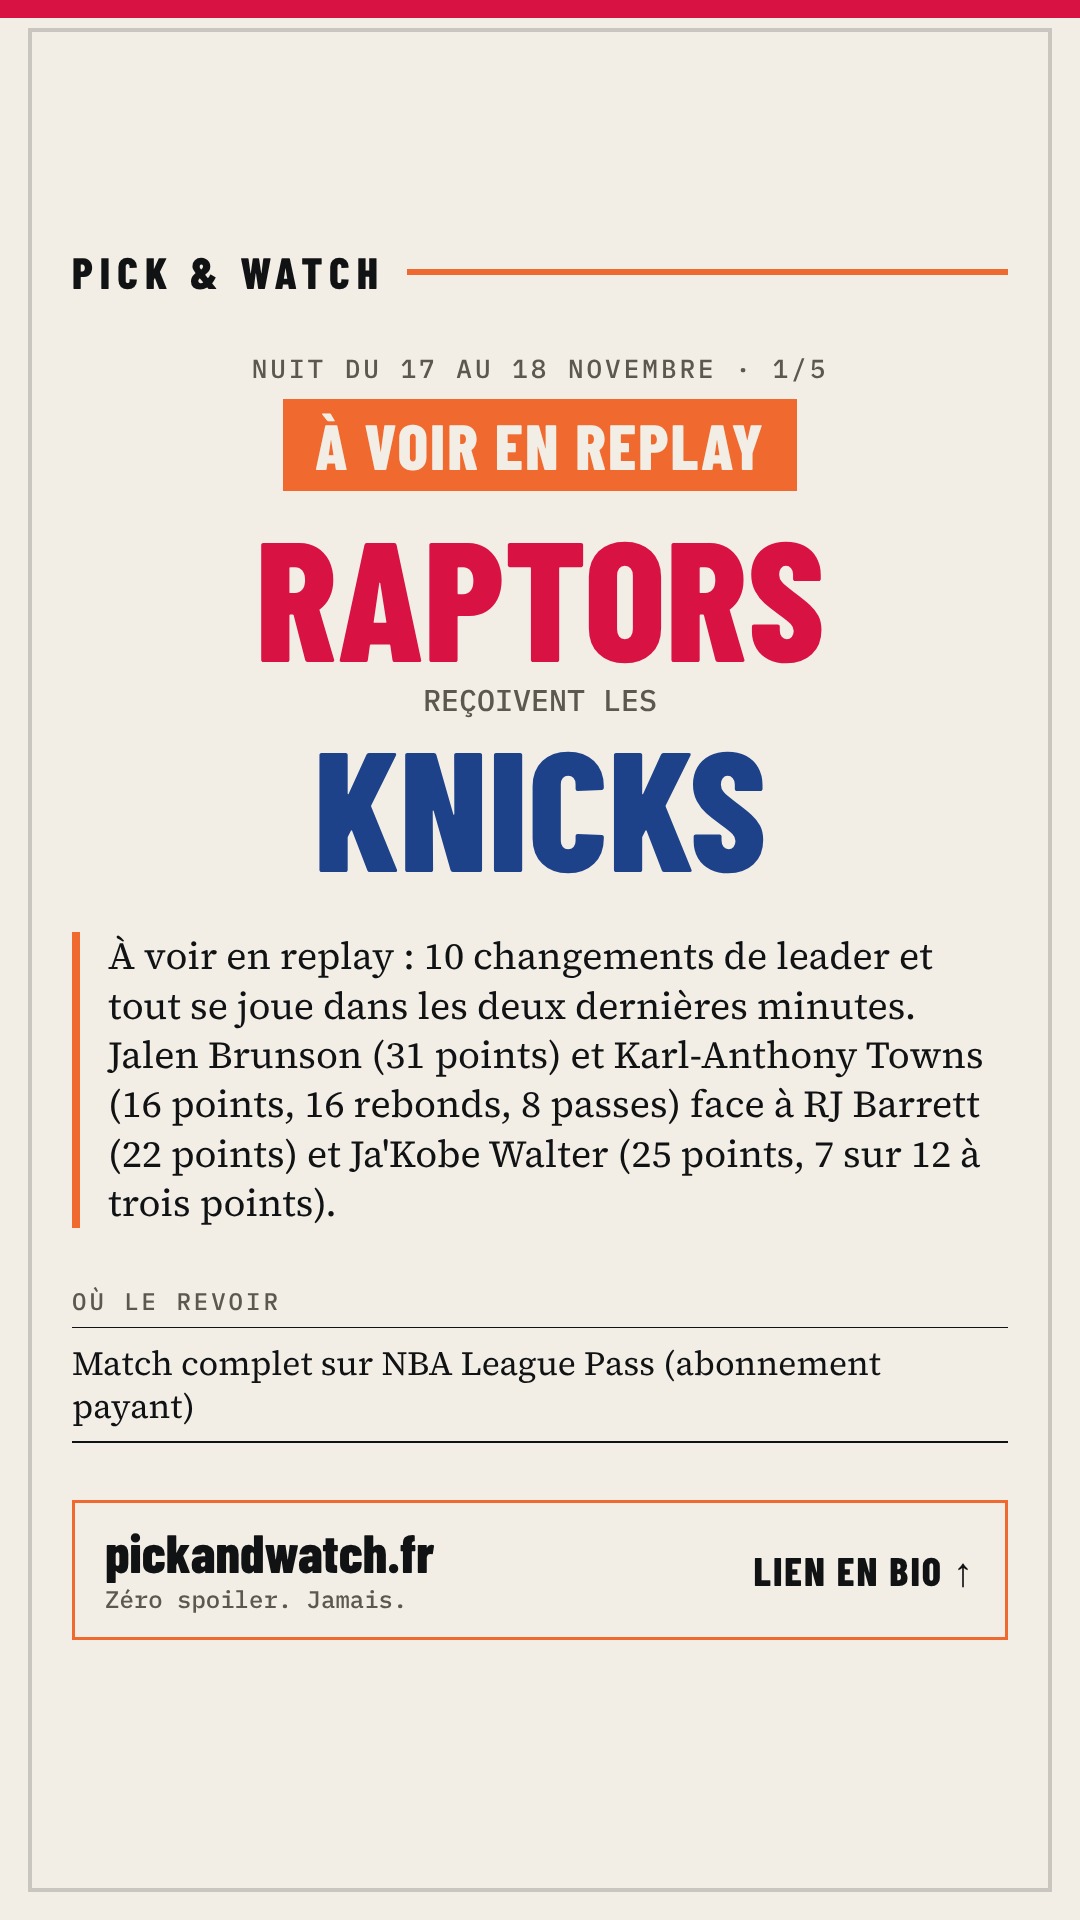 PICK & WATCH
NUIT DU 17 AU 18 NOVEMBRE · 1/5
À VOIR EN REPLAY
RAPTORS
REÇOIVENT LES
KNICKS
À voir en replay : 10 changements de leader et
tout se joue dans les deux dernières minutes.
Jalen Brunson (31 points) et Karl-Anthony Towns
(16 points, 16 rebonds, 8 passes) face à RJ Barrett
(22 points) et Ja'Kobe Walter (25 points, 7 sur 12 à
trois points).
OÙ LE REVOIR
Match complet sur NBA League Pass (abonnement
payant)
pickandwatch.fr
Zéro spoiler. Jamais.
LIEN EN BIO ↑